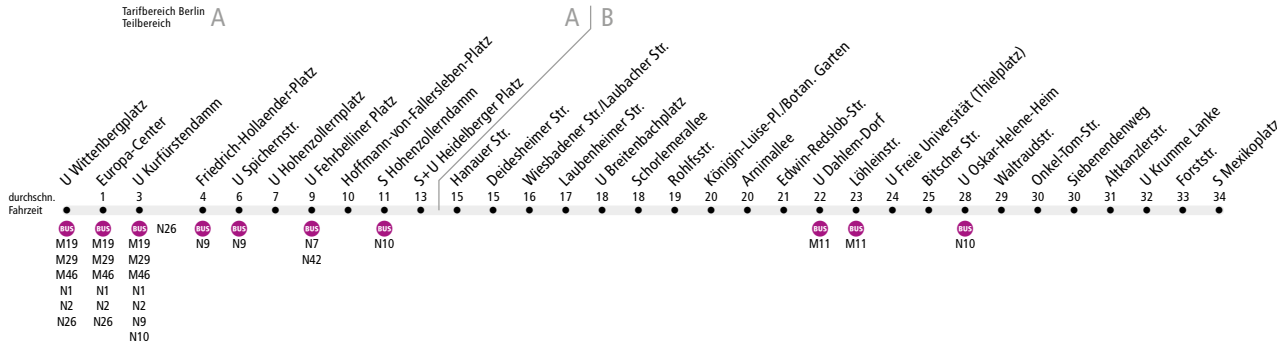 Tarifbereich Berlin
Teilbereich
A
A
B
U Wittenbergplatz
Europa-Center
U Kurfürstendamm
Friedrich-Hollaender-Platz
U Spichernstr.
U Hohenzollernplatz
U Fehrbelliner Platz
Hoffmann-von-Fallersleben-Platz
S Hohenzollerndamm
S+U Heidelberger Platz
Hanauer Str.
Deidesheimer Str.
Wiesbadener Str./Laubacher Str.
Laubenheimer Str.
U Breitenbachplatz
Schorlemerallee
Rohlfsstr.
Königin-Luise-Pl./Botan. Garten
Arnimallee
Edwin-Redslob-Str.
U Dahlem-Dorf
Löhleinstr.
U Freie Universität (Thielplatz)
Bitscher Str.
U Oskar-Helene-Heim
Waltraudstr.
Onkel-Tom-Str.
Siebenendenweg
Altkanzlerstr.
U Krumme Lanke
Forststr.
S Mexikoplatz
durchschn. 1 3 4 6 7 9 10 11 13 15 15 16 17 18 18 19 20 20 21 22 23 24 25 28 29 30 30 31 32 33 34
Fahrzeit
BUS BUS BUS N26 BUS BUS BUS BUS BUS BUS BUS
M19 M19 M19 N9 N9 N7 N10 M11 M11 N10
M29 M29 M29 N42
M46 M46 M46
N1 N1 N1
N2 N2 N2
N26 N26 N9
N10